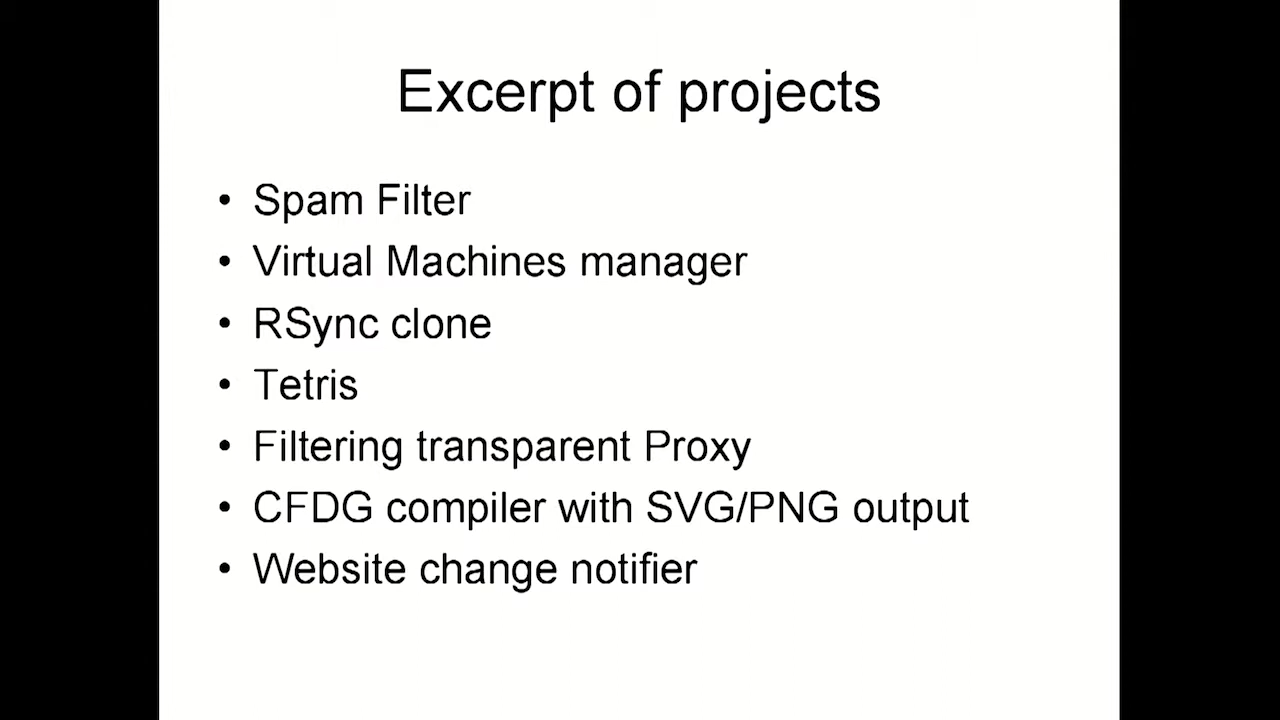 Excerpt of projects
• Spam Filter
• Virtual Machines manager
• RSync clone
• Tetris
• Filtering transparent Proxy
• CFDG compiler with SVG/PNG output
• Website change notifier